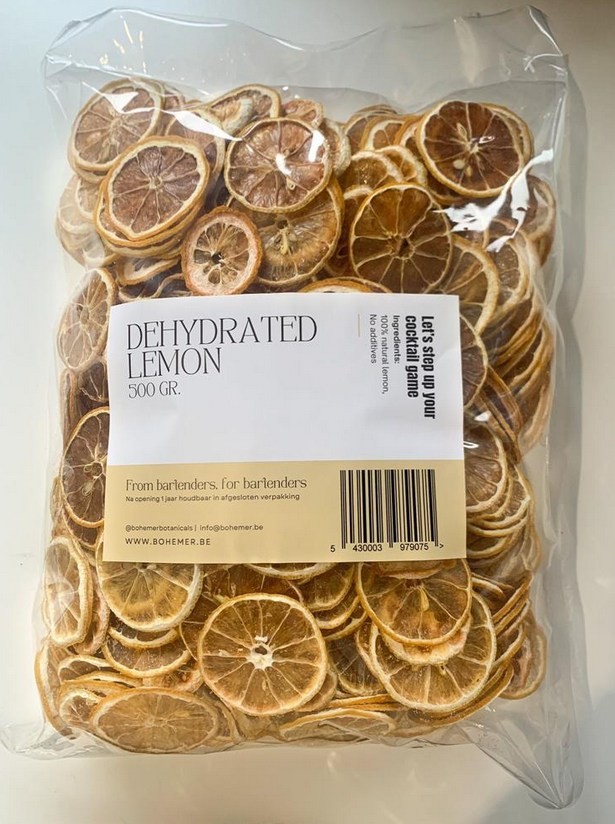 DEHYDRATED
LEMON
500 GR.
Let's step up your
cocktail game
Ingredients:
100% natural lemon,
No additives
From bartenders, for bartenders
Na opening 1 jaar houdbaar in afgesloten verpakking
@bohemerbotanicals | info@bohemer.be
WWW.BOHEMER.BE
5 430003 979075 >